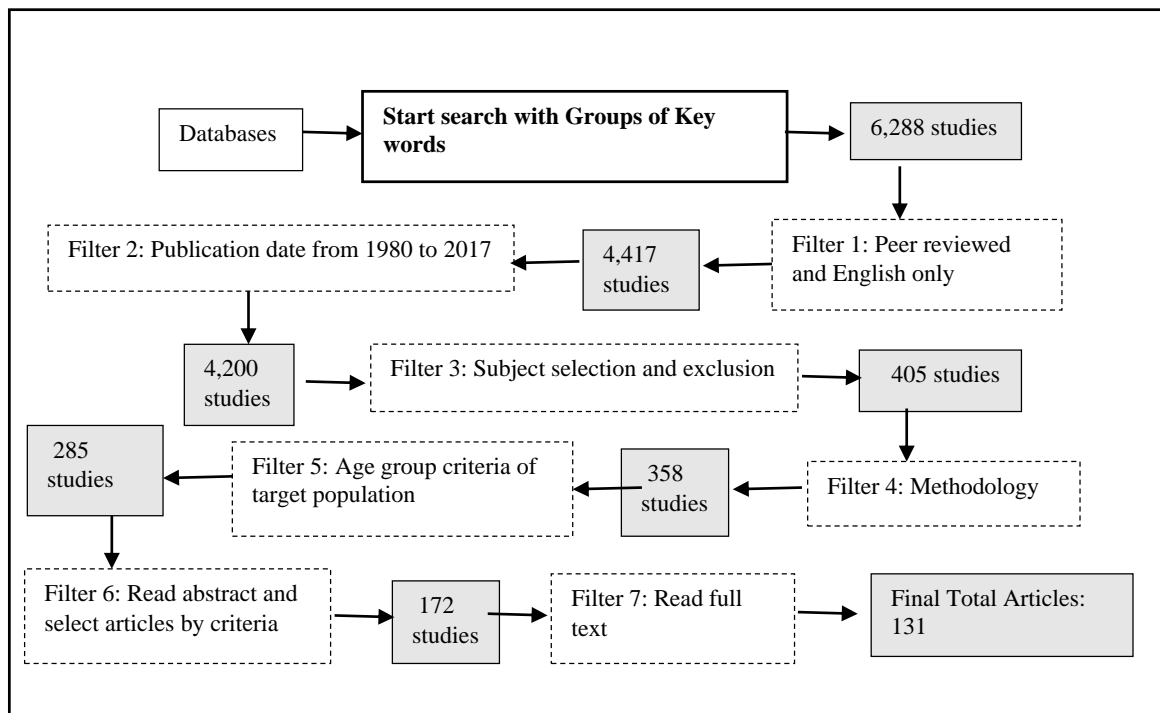 Databases
Start search with Groups of Key
words
6,288 studies
Filter 1: Peer reviewed
and English only
4,417
studies
Filter 2: Publication date from 1980 to 2017
4,200
studies
Filter 3: Subject selection and exclusion
405 studies
Filter 4: Methodology
358
studies
Filter 5: Age group criteria of
target population
285
studies
Filter 6: Read abstract and
select articles by criteria
172
studies
Filter 7: Read full
text
Final Total Articles:
131